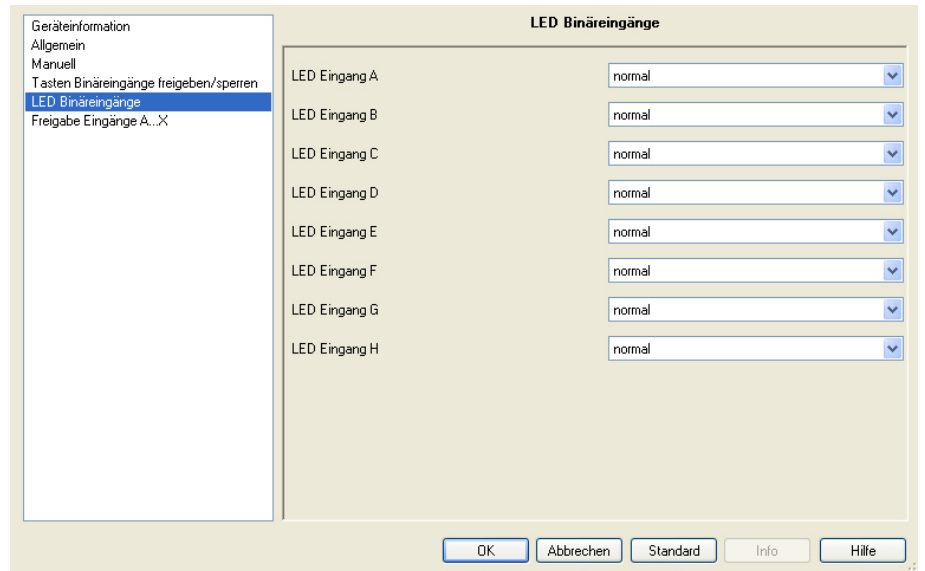 Geräteinformation
Allgemein
Manuell
Tasten Binäreingänge freigeben/sperren
LED Binäreingänge
Freigabe Eingänge A...X
LED Binäreingänge
LED Eingang A normal
LED Eingang B normal
LED Eingang C normal
LED Eingang D normal
LED Eingang E normal
LED Eingang F normal
LED Eingang G normal
LED Eingang H normal
OK Abbrechen Standard Info Hilfe